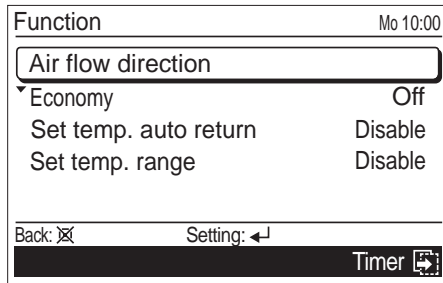 Function Mo 10:00
Air flow direction
Economy Off
Set temp. auto return Disable
Set temp. range Disable
Back: Setting:
Timer